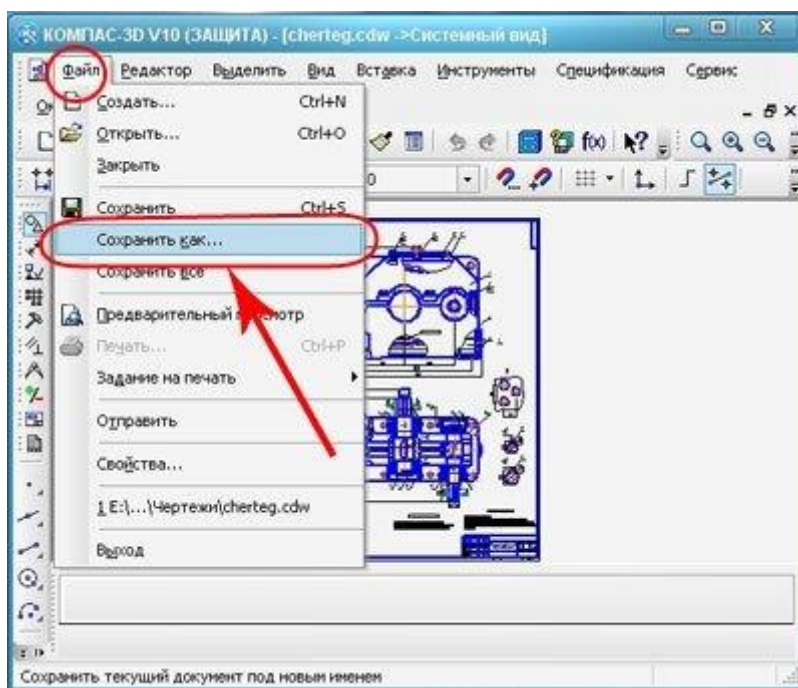 КОМПАС-3D V10 (ЗАЩИТА) - [cherteg.cdw ->Системный вид]
Файл Редактор Выделить Вид Вставка Инструменты Спецификация Сервис
Создать... Ctrl+N
Открыть... Ctrl+O
f(x)
Закрыть
0
Сохранить Ctrl+S
Сохранить как...
Сохранить все
Предварительный
Печать... Ctrl+P
Задание на печать
Отправить
Свойства...
1 E:\...\Чертежи\cherteg.cdw
Выход
Сохранить текущий документ под новым именем